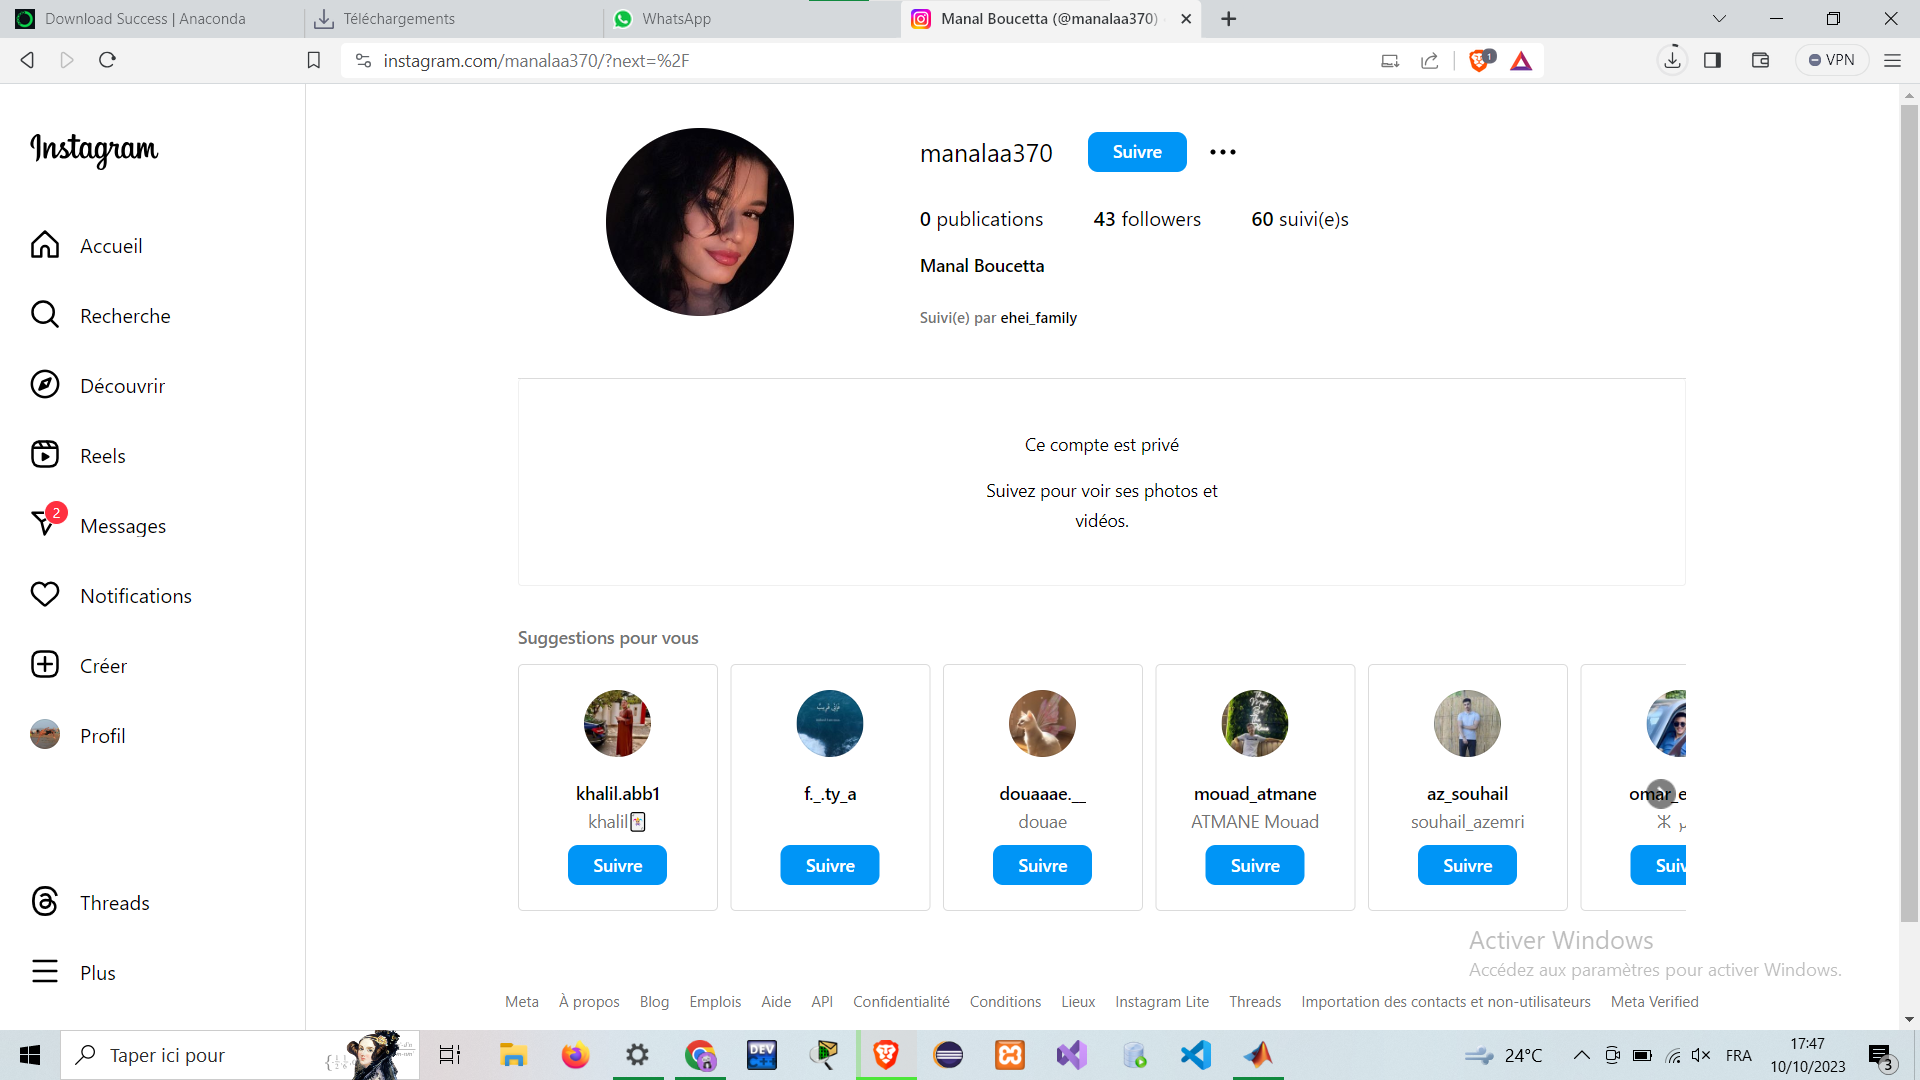 Download Success | Anaconda
Téléchargements
WhatsApp
Manal Boucetta (@manalaa370)
instagram.com/manalaa370/?next=%2F
1
VPN
Instagram
Accueil
Recherche
Découvrir
Reels
2
Messages
Notifications
Créer
Profil
Threads
Plus
manalaa370
Suivre
0 publications
43 followers
60 suivi(e)s
Manal Boucetta
Suivi(e) par ehei_family
Ce compte est privé
Suivez pour voir ses photos et
vidéos.
Suggestions pour vous
khalil.abb1
khalil🃏
Suivre
f._.ty_a
Suivre
douaaae.__
douae
Suivre
mouad_atmane
ATMANE Mouad
Suivre
az_souhail
souhail_azemri
Suivre
Activer Windows
Accédez aux paramètres pour activer Windows.
Meta À propos Blog Emplois Aide API Confidentialité Conditions Lieux Instagram Lite Threads Importation des contacts et non-utilisateurs Meta Verified
Taper ici pour
DEV
24°C
FRA
17:47
10/10/2023
3